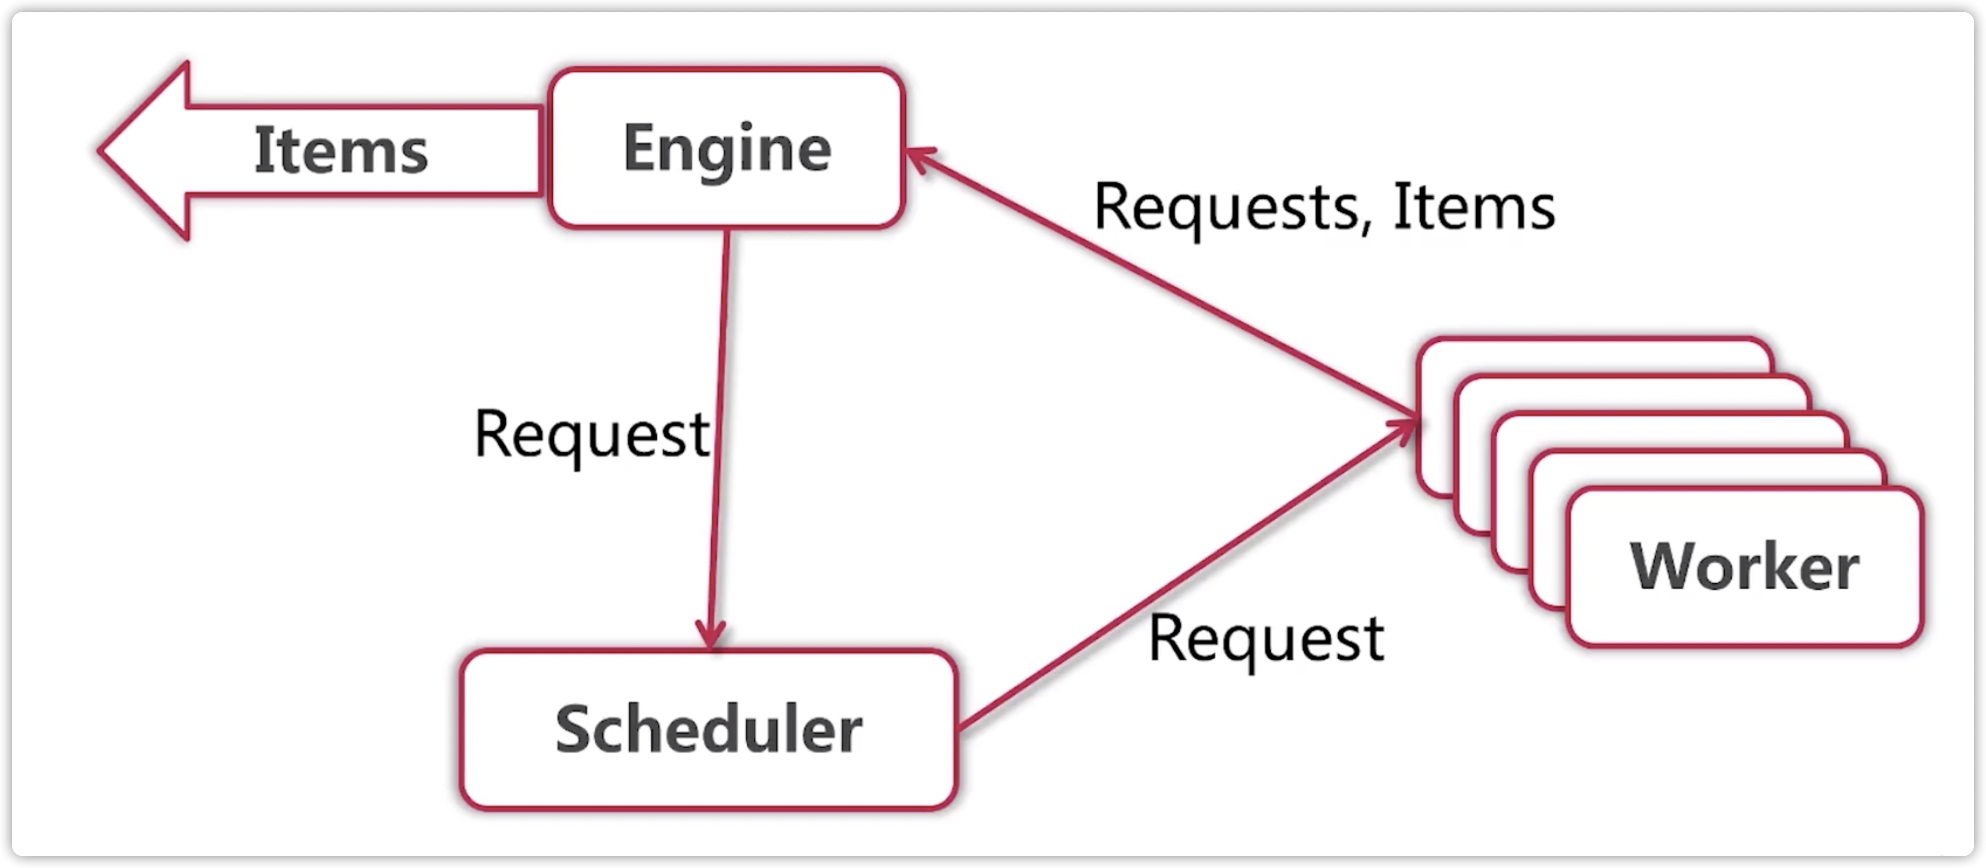 Items
Engine
Requests, Items
Request
Worker
Request
Scheduler